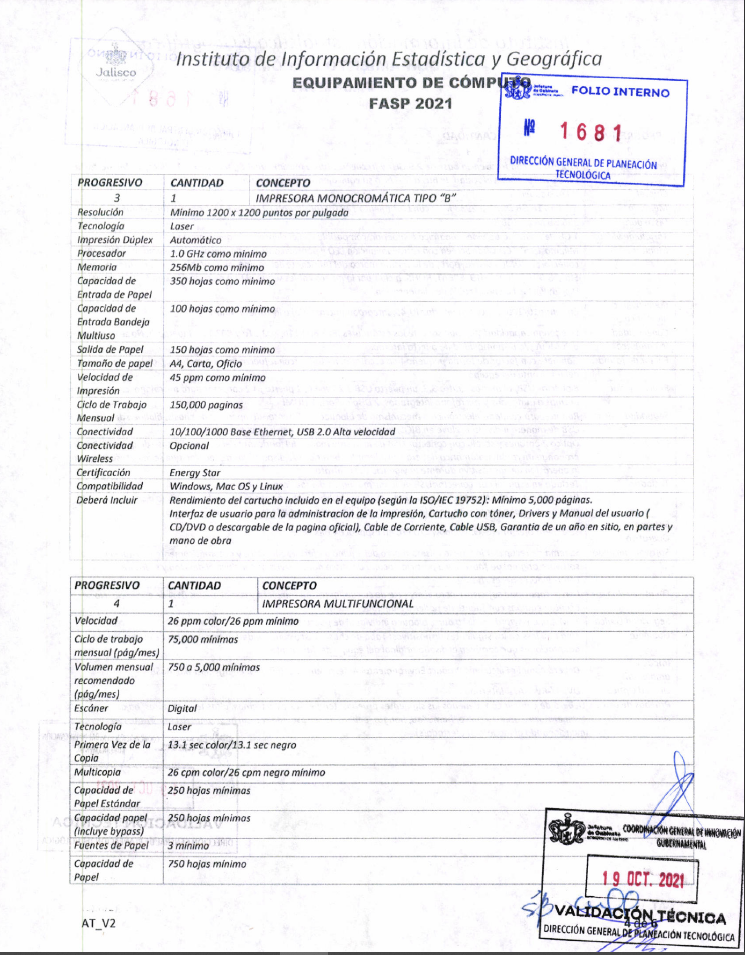 Jalisco
Instituto de Información Estadística y Geográfica
EQUIPAMIENTO DE CÓMPUTO
FASP 2021
Jefatura de Gabinete
FOLIO INTERNO
Nº 1681
DIRECCIÓN GENERAL DE PLANEACIÓN
TECNOLÓGICA
PROGRESIVO CANTIDAD CONCEPTO
3 1 IMPRESORA MONOCROMÁTICA TIPO "B"
Resolución Minimo 1200 x 1200 puntos por pulgada
Tecnología Laser
Impresión Dúplex Automático
Procesador 1.0 GHz como mínimo
Memoria 256Mb como mínimo
Capacidad de 350 hojas como mínimo
Entrada de Papel
Capacidad de 100 hojas como mínimo
Entrada Bandeja
Multiuso
Salida de Papel 150 hojas como mínimo
Tamaño de papel A4, Carta, Oficio
Velocidad de 45 ppm como mínimo
Impresión
Ciclo de Trabajo 150,000 paginas
Mensual
Conectividad 10/100/1000 Base Ethernet, USB 2.0 Alta velocidad
Conectividad Opcional
Wireless
Certificación Energy Star
Compatibilidad Windows, Mac OS y Linux
Deberá Incluir Rendimiento del cartucho incluido en el equipo (según la ISO/IEC 19752): Mínimo 5,000 páginas.
Interfaz de usuario para la administracion de la impresión, Cartucho con tóner, Drivers y Manual del usuario (
CD/DVD o descargable de la pagina oficial), Cable de Corriente, Cable USB, Garantia de un año en sitio, en partes y
mano de obra
PROGRESIVO CANTIDAD CONCEPTO
4 1 IMPRESORA MULTIFUNCIONAL
Velocidad 26 ppm color/26 ppm mínimo
Ciclo de trabajo 75,000 mínimas
mensual (pág/mes)
Volumen mensual 750 a 5,000 mínimas
recomendado
(pág/mes)
Escáner Digital
Tecnología Laser
Primera Vez de la 13.1 sec color/13.1 sec negro
Copia
Multicopia 26 cpm color/26 cpm negro mínimo
Capacidad de 250 hojas mínimas
Papel Estándar
Capacidad papel 250 hojas mínimas
(incluye bypass)
Fuentes de Papel 3 mínimo
Capacidad de 750 hojas mínimo
Papel
Jefatura de Gabinete
COORDINACIÓN GENERAL DE INNOVACIÓN
GUBERNAMENTAL
19 OCT. 2021
VALIDACIÓN TÉCNICA
4 de 6
DIRECCIÓN GENERAL DE PLANEACIÓN TECNOLÓGICA
AT_V2